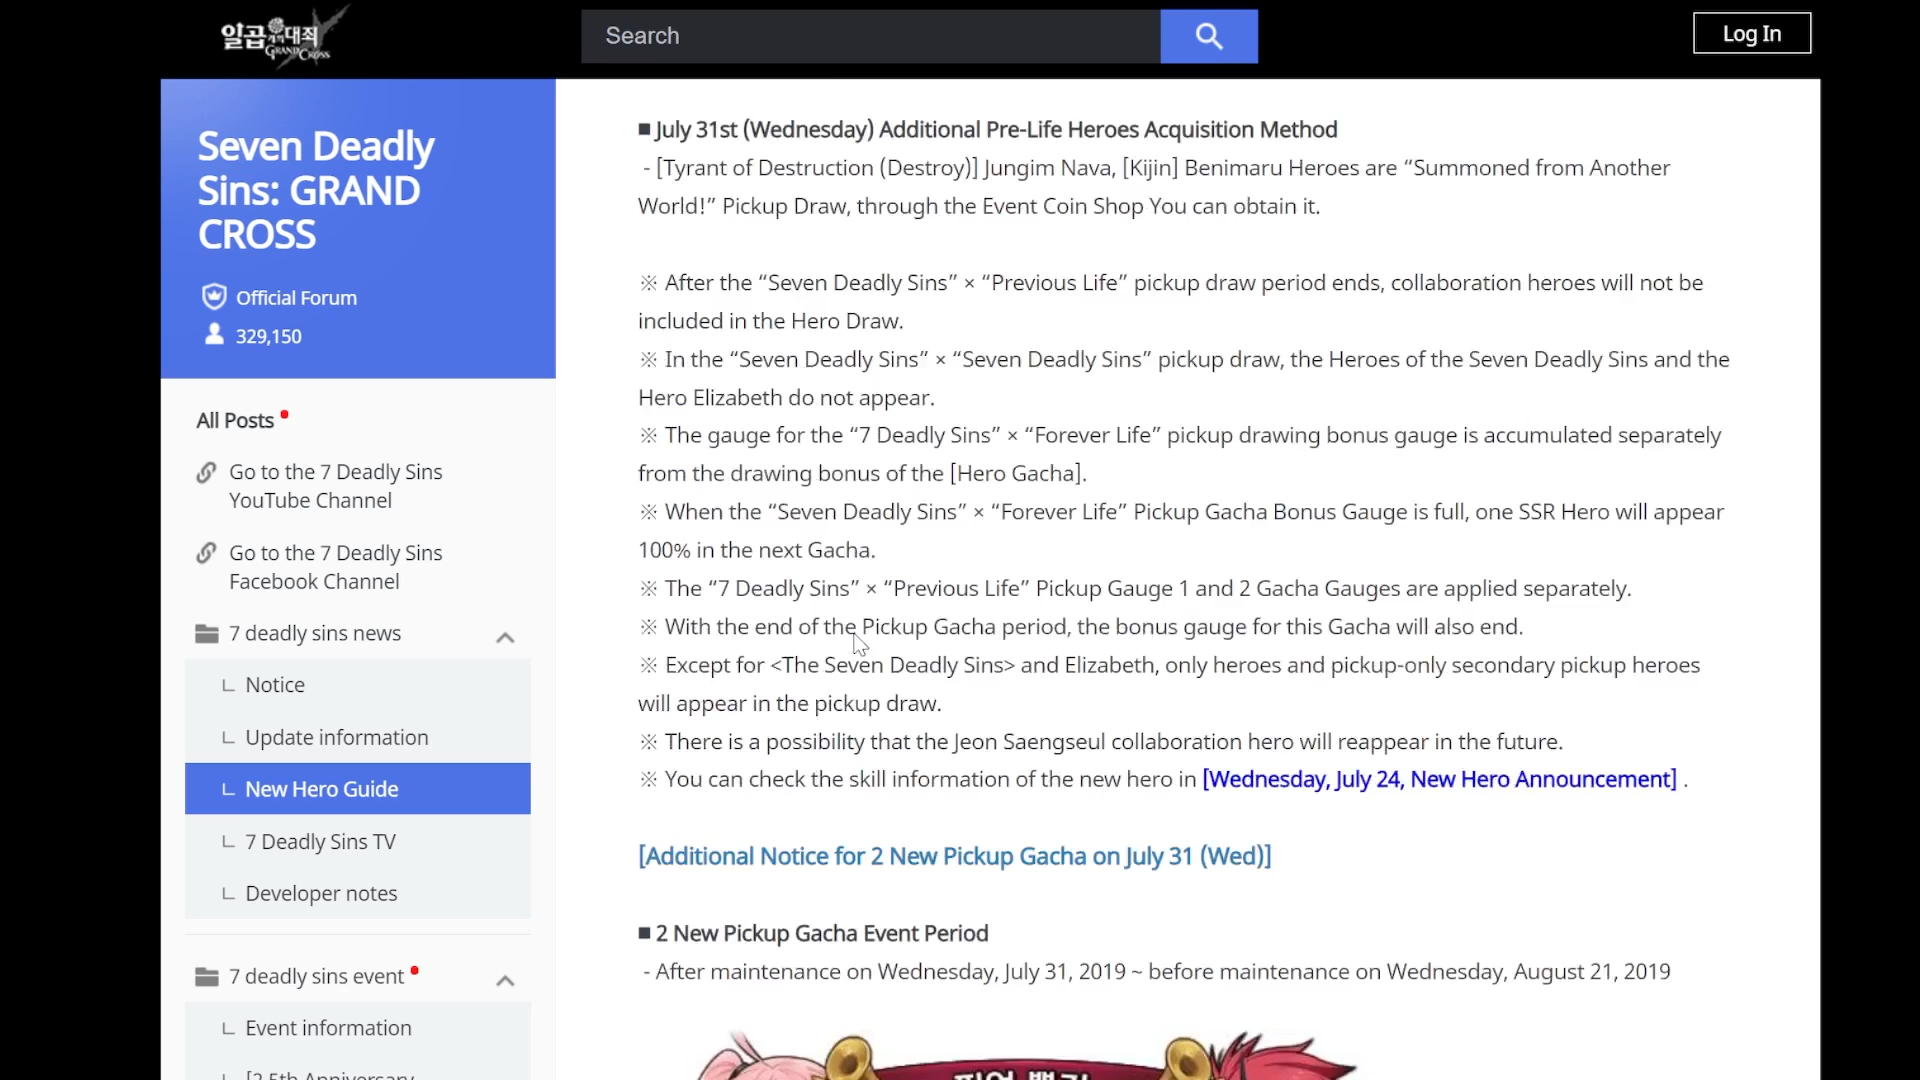 일곱개의대죄
GRAND CROSS
Search
Log In
Seven Deadly
Sins: GRAND
CROSS
Official Forum
329,150
All Posts
Go to the 7 Deadly Sins
YouTube Channel
Go to the 7 Deadly Sins
Facebook Channel
7 deadly sins news
Notice
Update information
New Hero Guide
7 Deadly Sins TV
Developer notes
7 deadly sins event
Event information
[2.5th Anniversary
■ July 31st (Wednesday) Additional Pre-Life Heroes Acquisition Method
- [Tyrant of Destruction (Destroy)] Jungim Nava, [Kijin] Benimaru Heroes are “Summoned from Another
World!” Pickup Draw, through the Event Coin Shop You can obtain it.
※ After the “Seven Deadly Sins” × “Previous Life” pickup draw period ends, collaboration heroes will not be
included in the Hero Draw.
※ In the “Seven Deadly Sins” × “Seven Deadly Sins” pickup draw, the Heroes of the Seven Deadly Sins and the
Hero Elizabeth do not appear.
※ The gauge for the “7 Deadly Sins” × “Forever Life” pickup drawing bonus gauge is accumulated separately
from the drawing bonus of the [Hero Gacha].
※ When the “Seven Deadly Sins” × “Forever Life” Pickup Gacha Bonus Gauge is full, one SSR Hero will appear
100% in the next Gacha.
※ The “7 Deadly Sins” × “Previous Life” Pickup Gauge 1 and 2 Gacha Gauges are applied separately.
※ With the end of the Pickup Gacha period, the bonus gauge for this Gacha will also end.
※ Except for <The Seven Deadly Sins> and Elizabeth, only heroes and pickup-only secondary pickup heroes
will appear in the pickup draw.
※ There is a possibility that the Jeon Saengseul collaboration hero will reappear in the future.
※ You can check the skill information of the new hero in [Wednesday, July 24, New Hero Announcement] .
[Additional Notice for 2 New Pickup Gacha on July 31 (Wed)]
■ 2 New Pickup Gacha Event Period
- After maintenance on Wednesday, July 31, 2019 ~ before maintenance on Wednesday, August 21, 2019